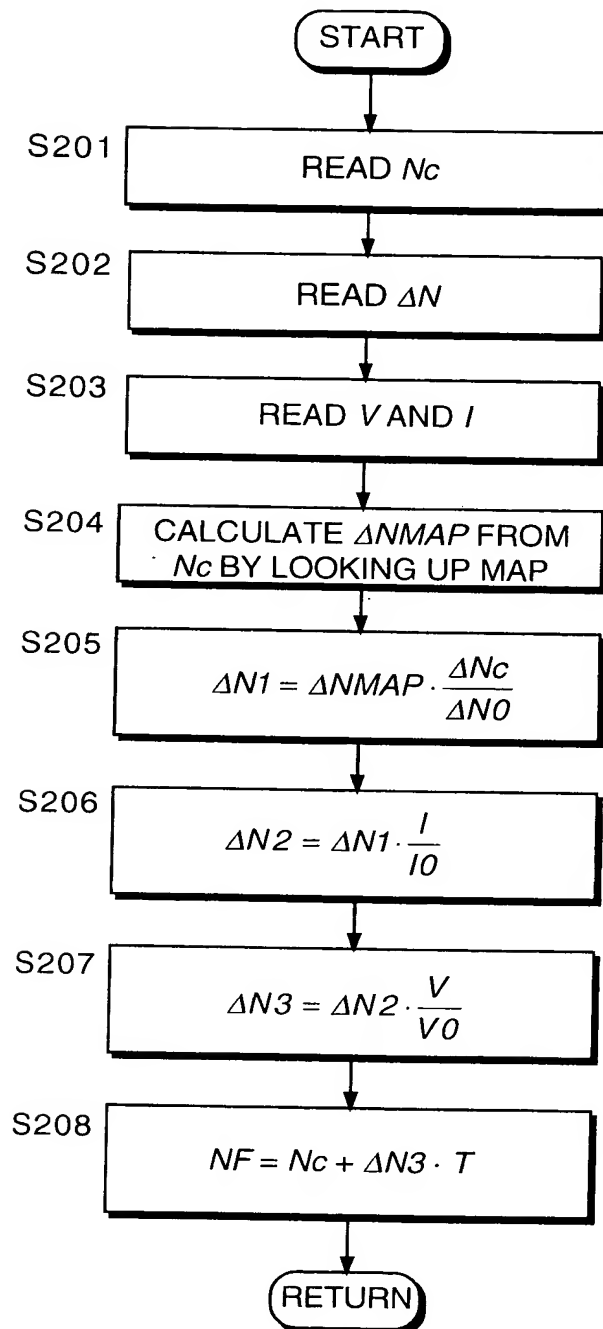 START
S201
READ Nc
S202
READ ΔN
S203
READ V AND I
S204
CALCULATE ΔNMAP FROM
Nc BY LOOKING UP MAP
S205
ΔN1 = ΔNMAP · ΔNc / ΔN0
S206
ΔN2 = ΔN1 · I / I0
S207
ΔN3 = ΔN2 · V / V0
S208
NF = Nc + ΔN3 · T
RETURN